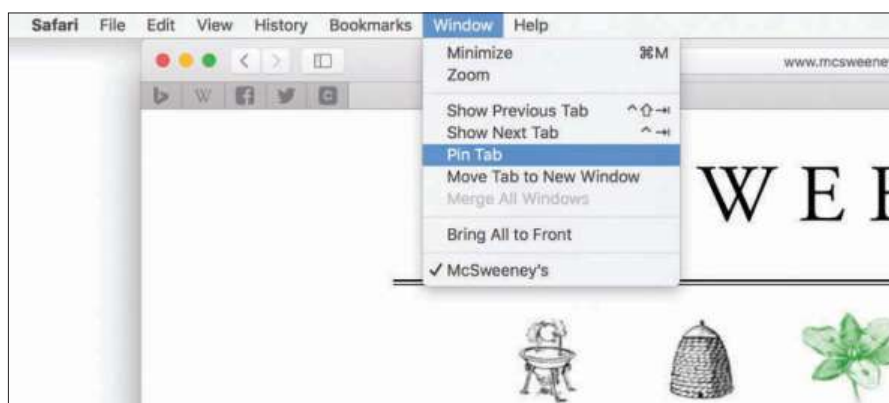 Safari File Edit View History Bookmarks Window Help
www.mcsweeney
b W f C
Minimize ⌘M
Zoom
Show Previous Tab ^⇧⇥
Show Next Tab ^⇥
Pin Tab
Move Tab to New Window
Merge All Windows
Bring All to Front
✓ McSweeney's
W E E